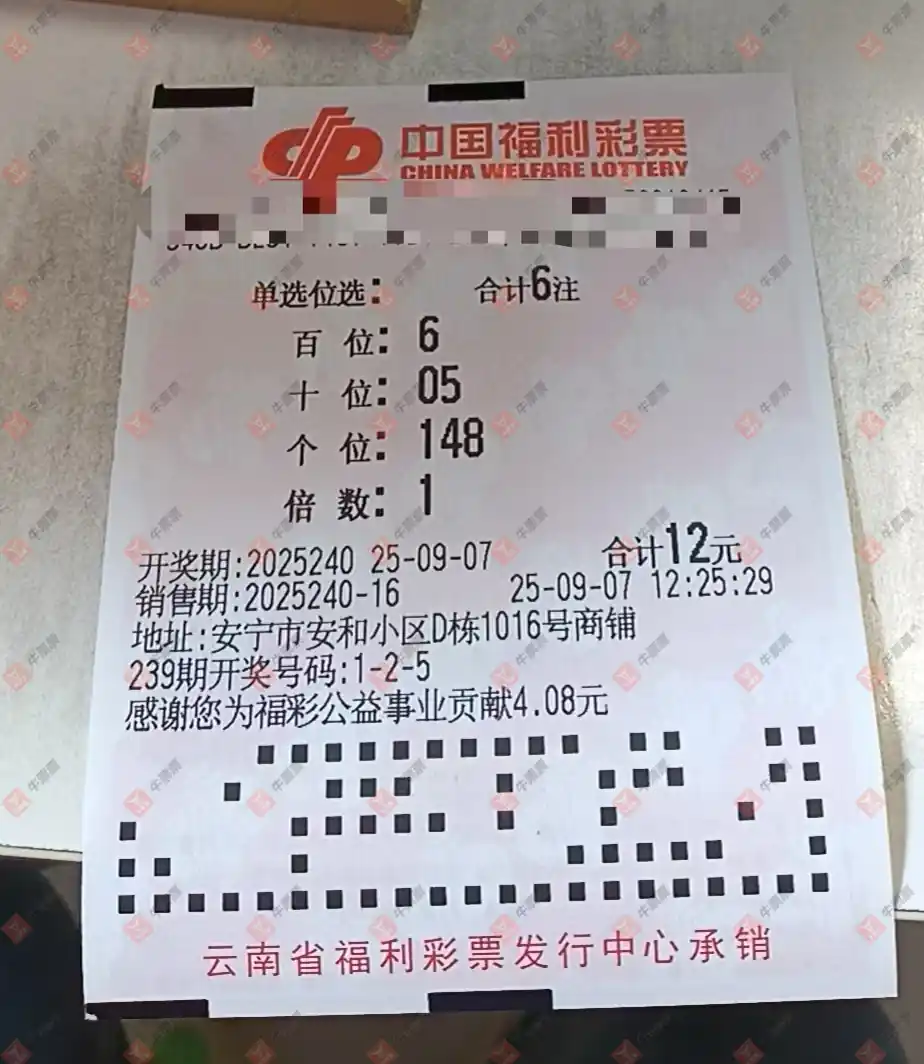 中国福利彩票
CHINA WELFARE LOTTERY
单选位选: 合计6注
百 位: 6
十 位: 05
个 位: 148
倍 数: 1
开奖期:2025240 25-09-07 合计12元
销售期:2025240-16 25-09-07 12:25:29
地址:安宁市安和小区D栋1016号商铺
239期开奖号码:1-2-5
感谢您为福彩公益事业贡献4.08元
云南省福利彩票发行中心承销